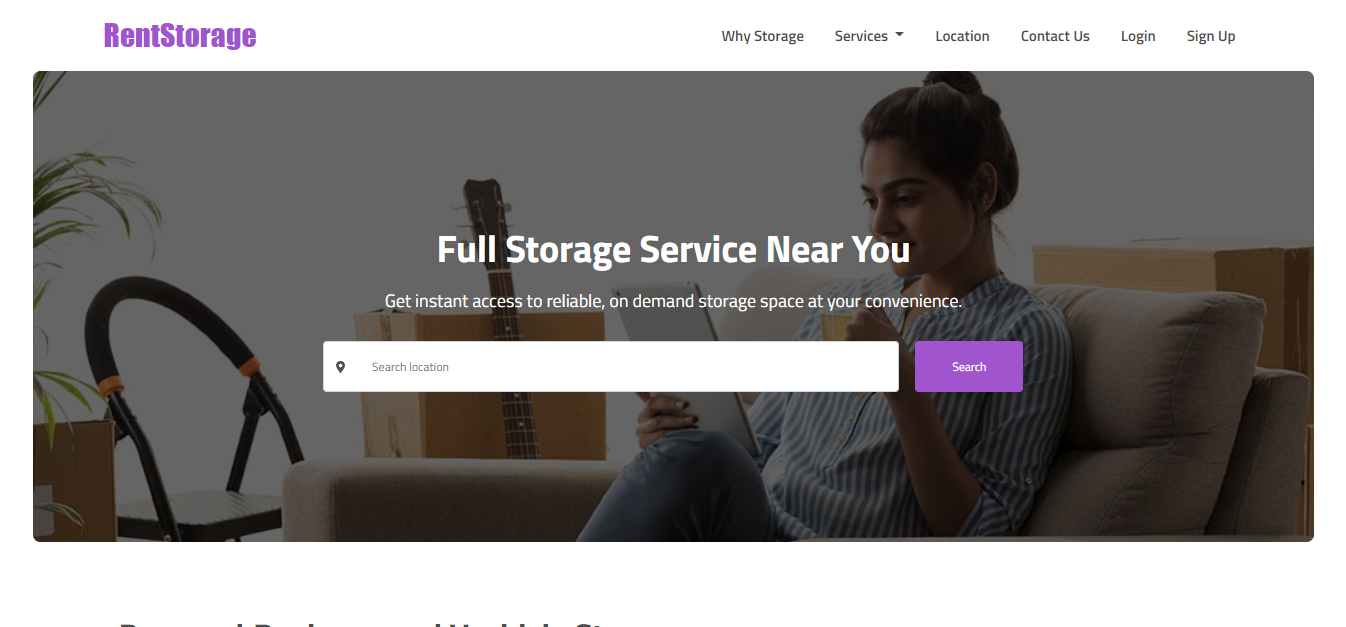 RentStorage
Why Storage
Services
Location
Contact Us
Login
Sign Up
Full Storage Service Near You
Get instant access to reliable, on demand storage space at your convenience.
Search location
Search